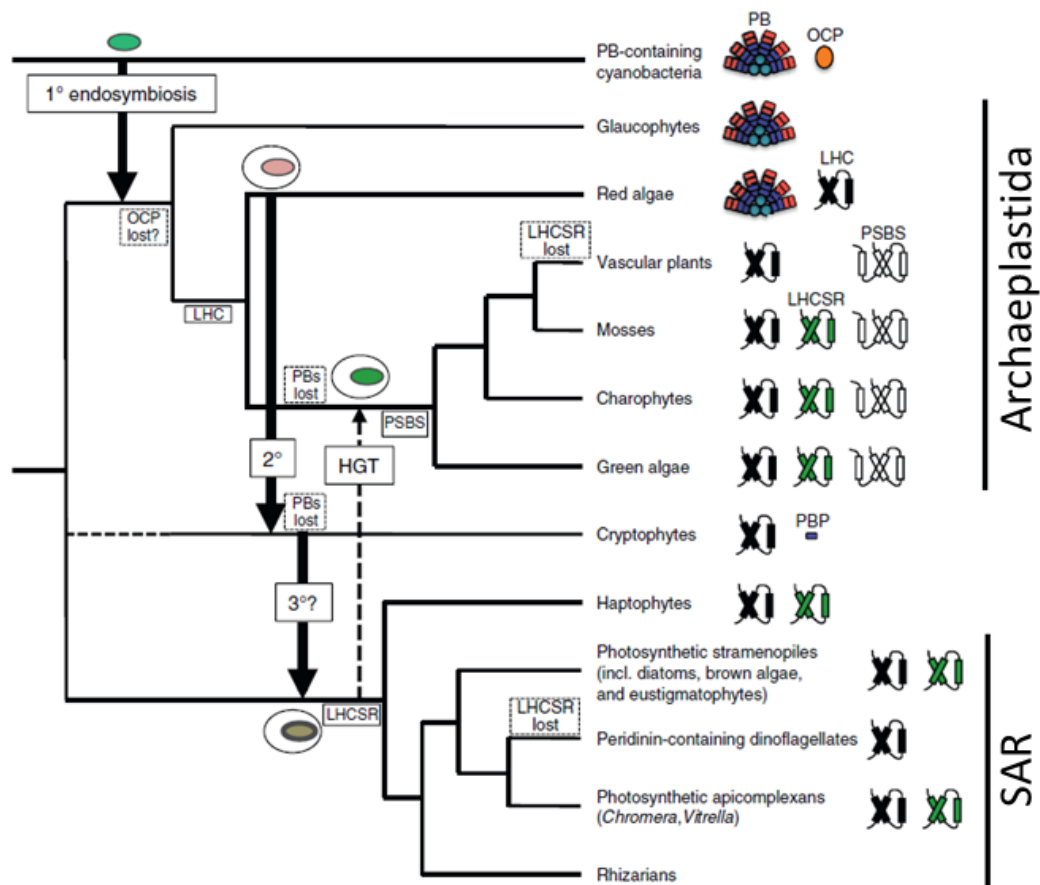 PB
OCP
PB-containing
cyanobacteria
1° endosymbiosis
Glaucophytes
LHC
Red algae
OCP
lost?
LHCSR
lost
PSBS
Vascular plants
LHC
LHCSR
Mosses
PBs
lost
Charophytes
PSBS
2°
HGT
Green algae
PBs
lost
PBP
Cryptophytes
3°?
Haptophytes
Photosynthetic stramenopiles
(incl. diatoms, brown algae,
and eustigmatophytes)
LHCSR
LHCSR
lost
Peridinin-containing dinoflagellates
Photosynthetic apicomplexans
(Chromera,Vitrella)
Rhizarians
Archaeplastida
SAR